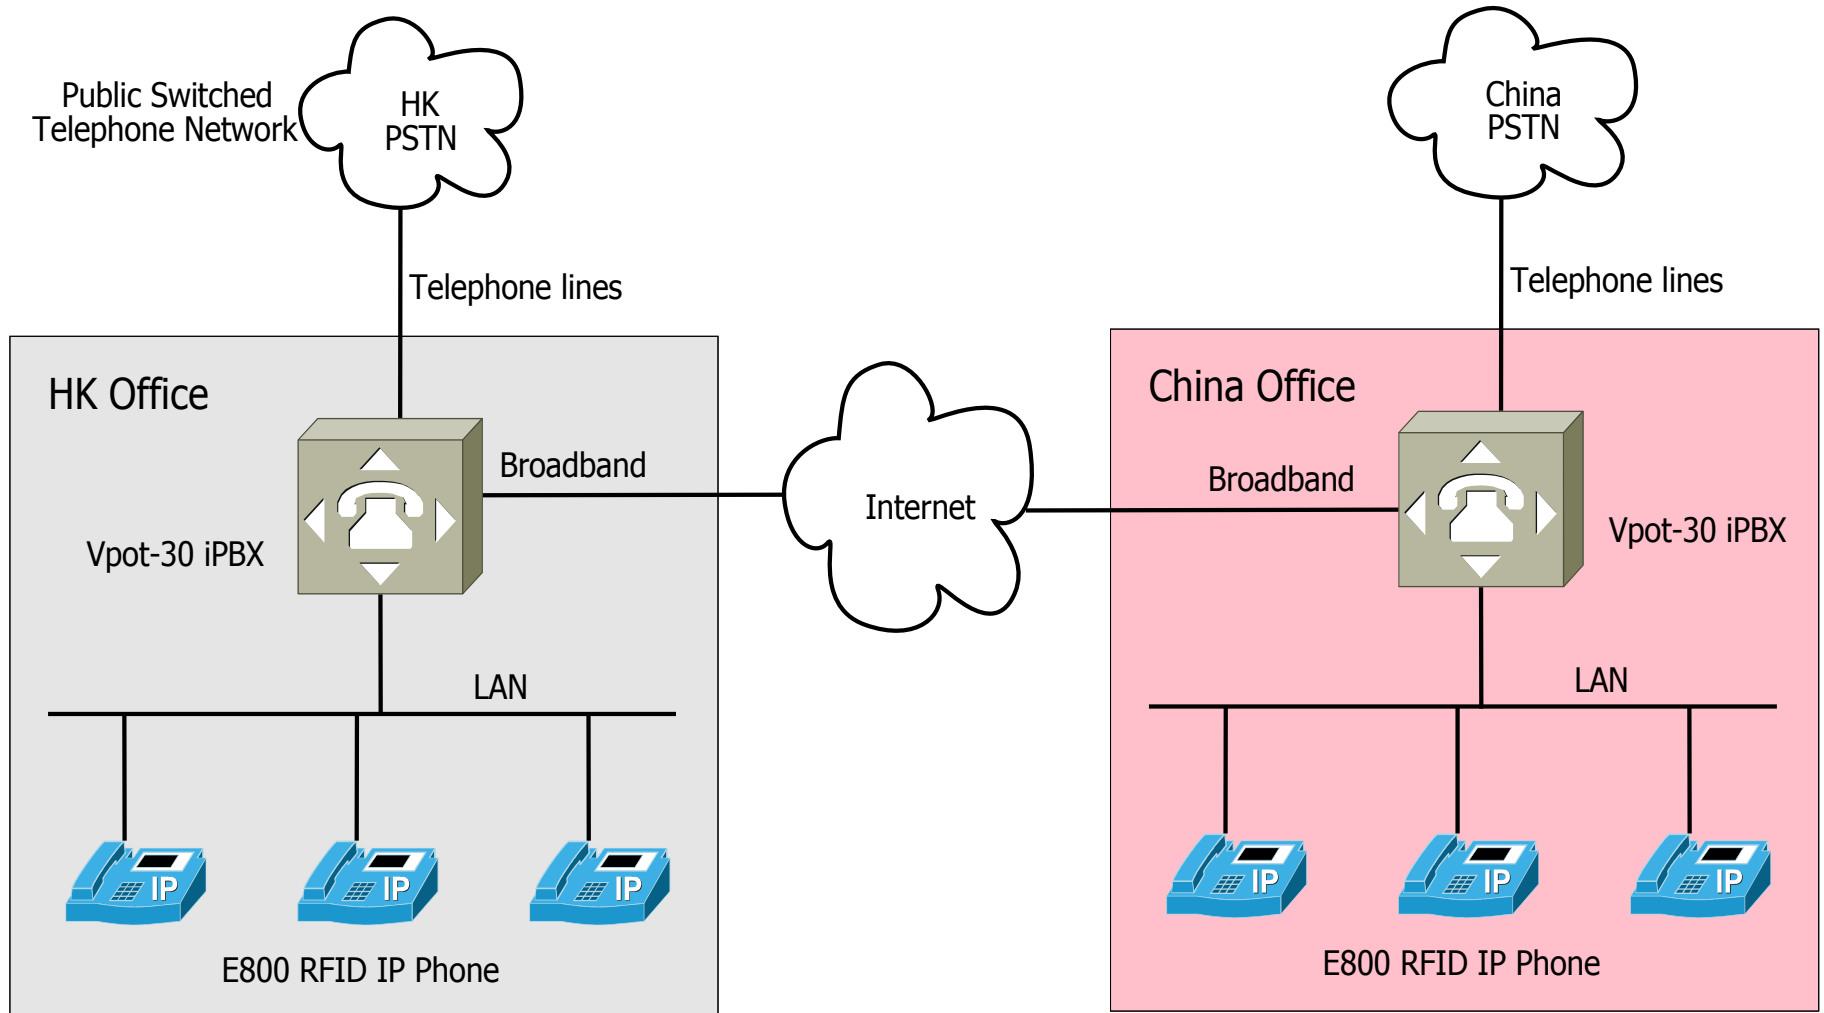 Public Switched
Telephone Network
HK
PSTN
China
PSTN
Telephone lines
Telephone lines
HK Office
China Office
Broadband
Internet
Broadband
Vpot-30 iPBX
Vpot-30 iPBX
LAN
LAN
IP
IP
IP
IP
IP
IP
E800 RFID IP Phone
E800 RFID IP Phone